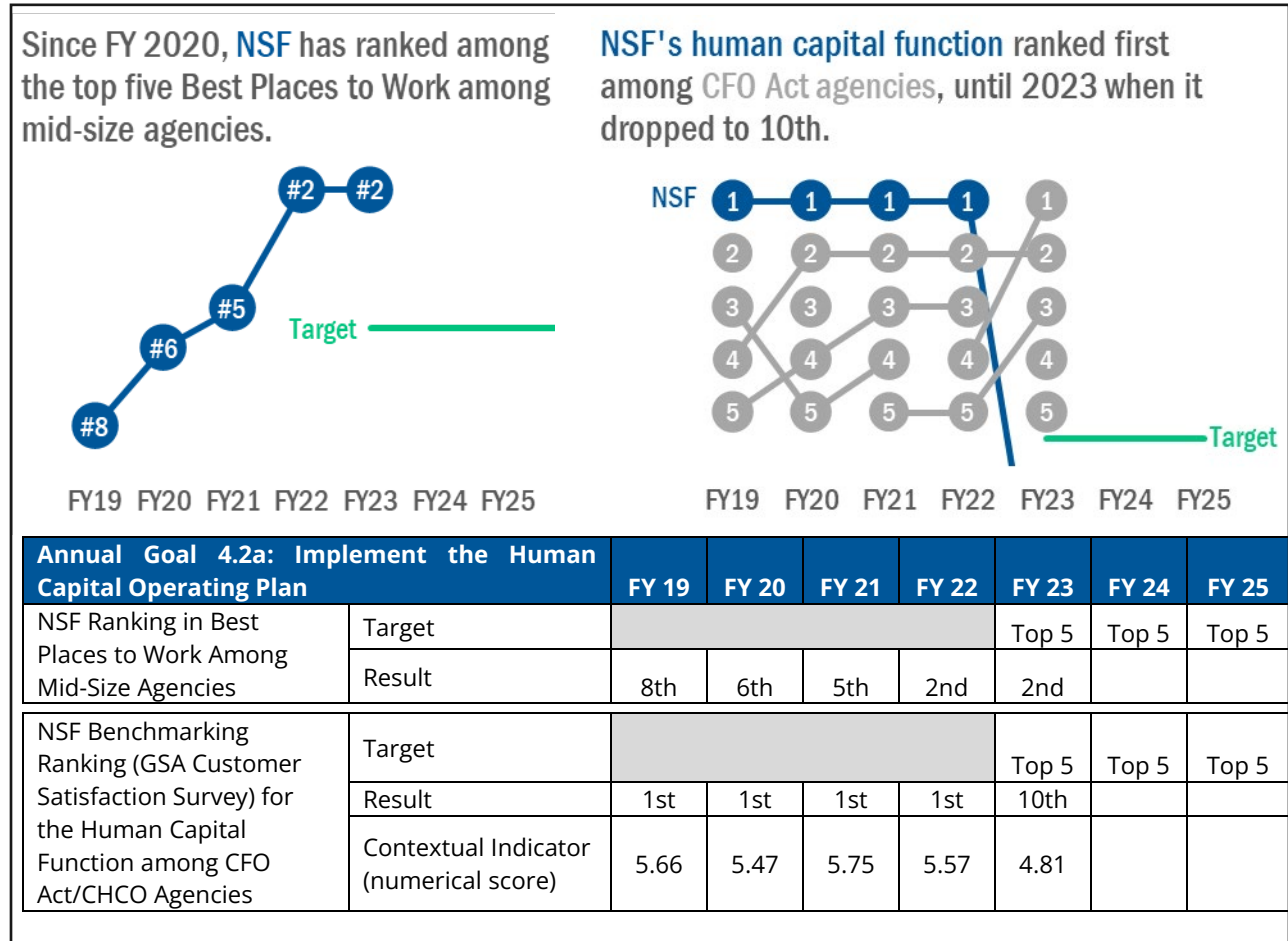 Since FY 2020, NSF has ranked among
the top five Best Places to Work among
mid-size agencies.
#2
#2
#5
#6
#8
Target
FY19 FY20 FY21 FY22 FY23 FY24 FY25
NSF's human capital function ranked first
among CFO Act agencies, until 2023 when it
dropped to 10th.
NSF 1 1 1 1 1
2 2 2 2 2
3 3 3 3 3
4 4 4 4 4
5 5 5 5 5
Target
FY19 FY20 FY21 FY22 FY23 FY24 FY25
Annual Goal 4.2a: Implement the Human
Capital Operating Plan FY 19 FY 20 FY 21 FY 22 FY 23 FY 24 FY 25
NSF Ranking in Best
Places to Work Among
Mid-Size Agencies
Target Top 5 Top 5 Top 5
Result 8th 6th 5th 2nd 2nd
NSF Benchmarking
Ranking (GSA Customer
Satisfaction Survey) for
the Human Capital
Function among CFO
Act/CHCO Agencies
Target Top 5 Top 5 Top 5
Result 1st 1st 1st 1st 10th
Contextual Indicator
(numerical score) 5.66 5.47 5.75 5.57 4.81